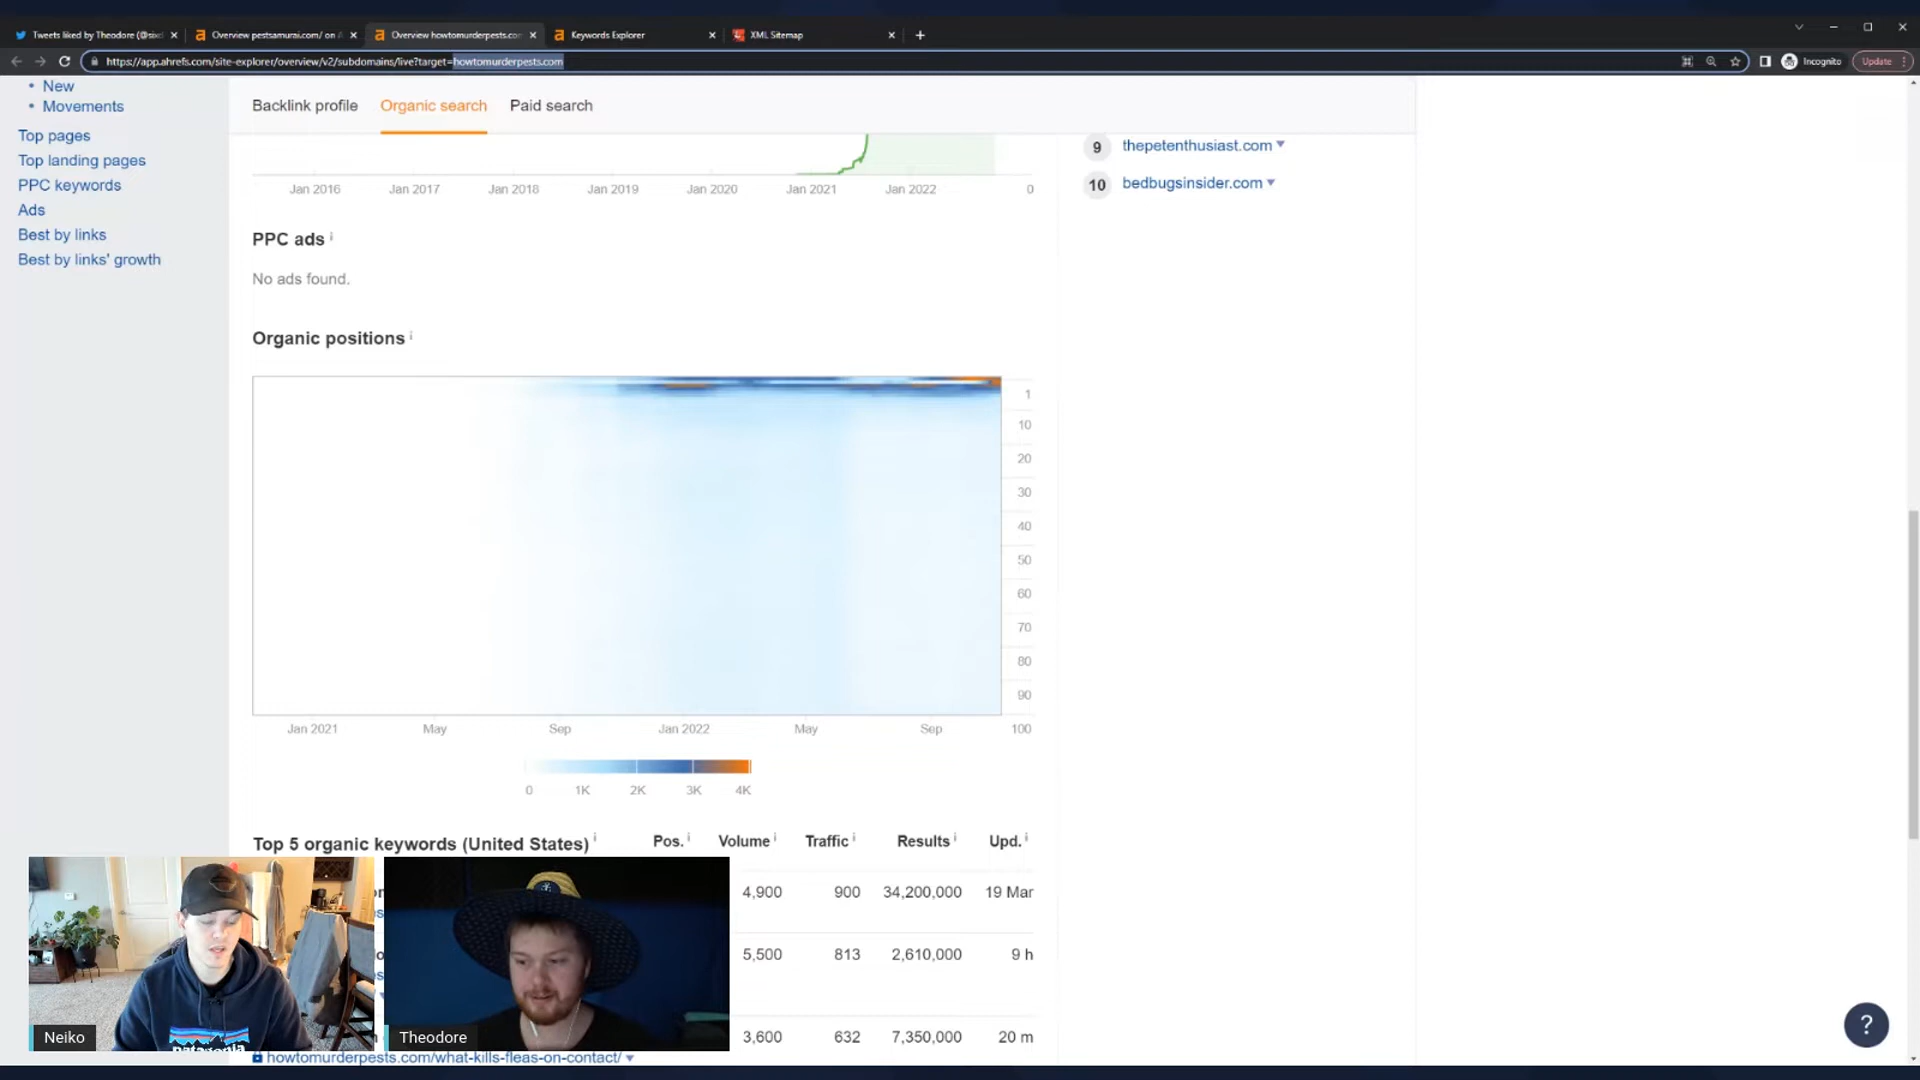 Tweets liked by Theodore (@sixc
Overview pestsamurai.com/ on A
Overview howtomurderpests.com
Keywords Explorer
XML Sitemap
https://app.ahrefs.com/site-explorer/overview/v2/subdomains/live?target=howtomurderpests.com
Incognito
Update
• New
• Movements
Top pages
Top landing pages
PPC keywords
Ads
Best by links
Best by links' growth
Backlink profile
Organic search
Paid search
Jan 2016
Jan 2017
Jan 2018
Jan 2019
Jan 2020
Jan 2021
Jan 2022
0
9 thepetenthusiast.com
10 bedbugsinsider.com
PPC ads i
No ads found.
Organic positions i
1
10
20
30
40
50
60
70
80
90
100
Jan 2021
May
Sep
Jan 2022
May
Sep
0
1K
2K
3K
4K
Top 5 organic keywords (United States) i Pos. i Volume i Traffic i Results i Upd. i
4,900 900 34,200,000 19 Mar
5,500 813 2,610,000 9 h
3,600 632 7,350,000 20 m
howtomurderpests.com/what-kills-fleas-on-contact/
Neiko
Theodore
patagonia
?